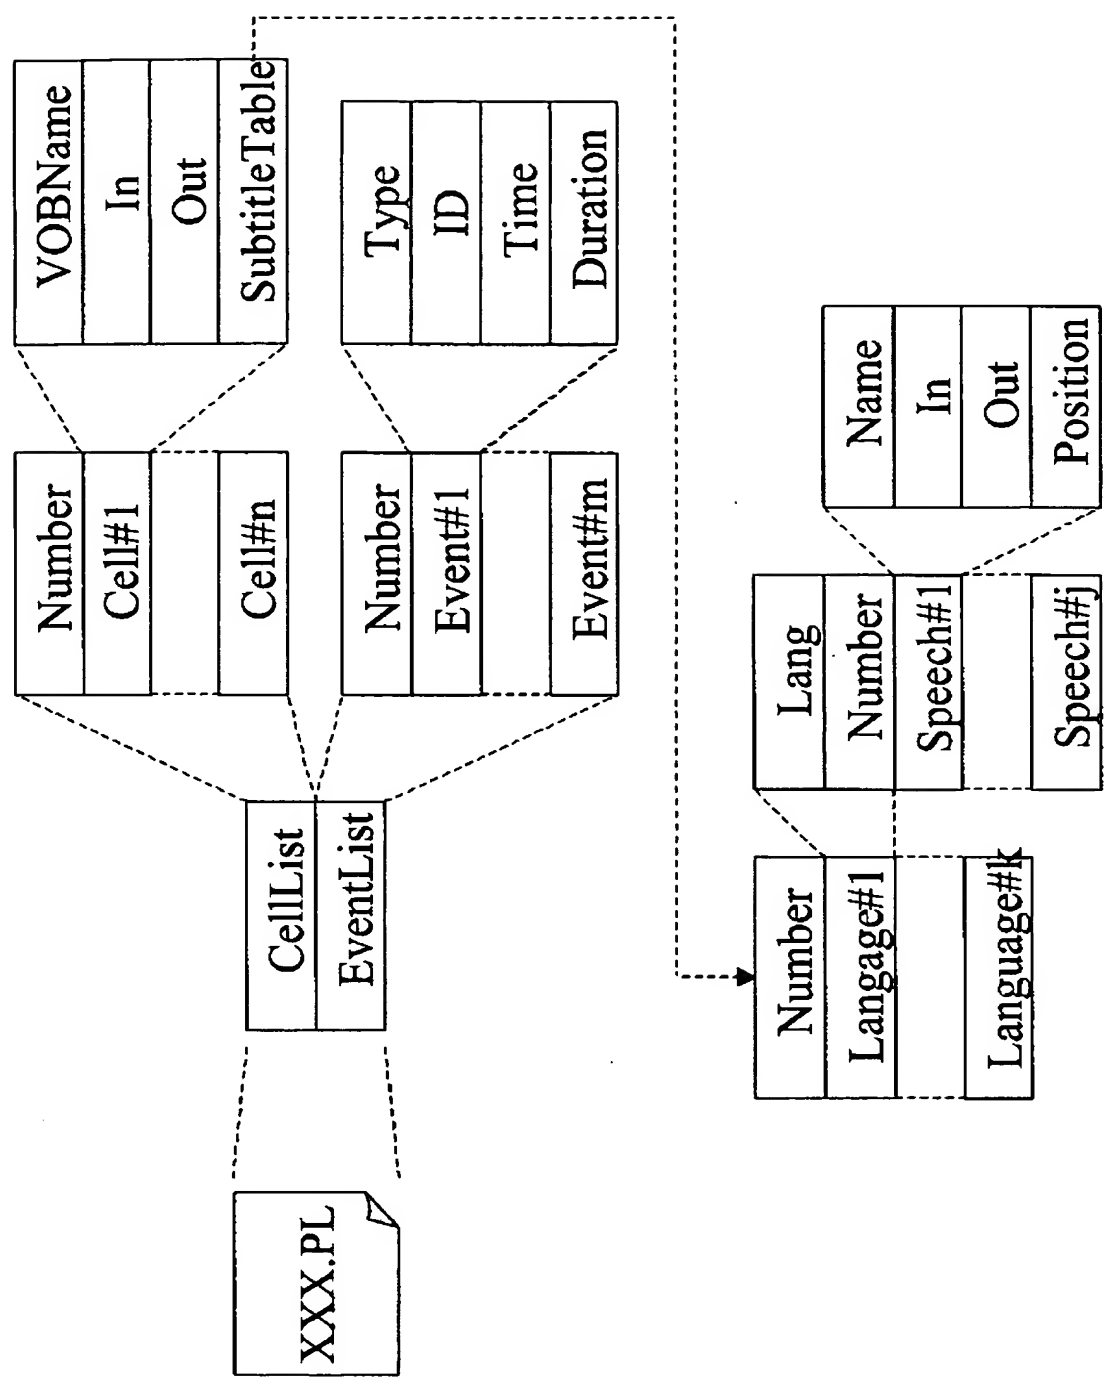 XXX.PL
CellList
EventList
Number
Cell#1
Cell#n
Number
Event#1
Event#m
VOBName
In
Out
SubtitleTable
Type
ID
Time
Duration
Number
Langage#1
Language#k
Lang
Number
Speech#1
Speech#j
Name
In
Out
Position